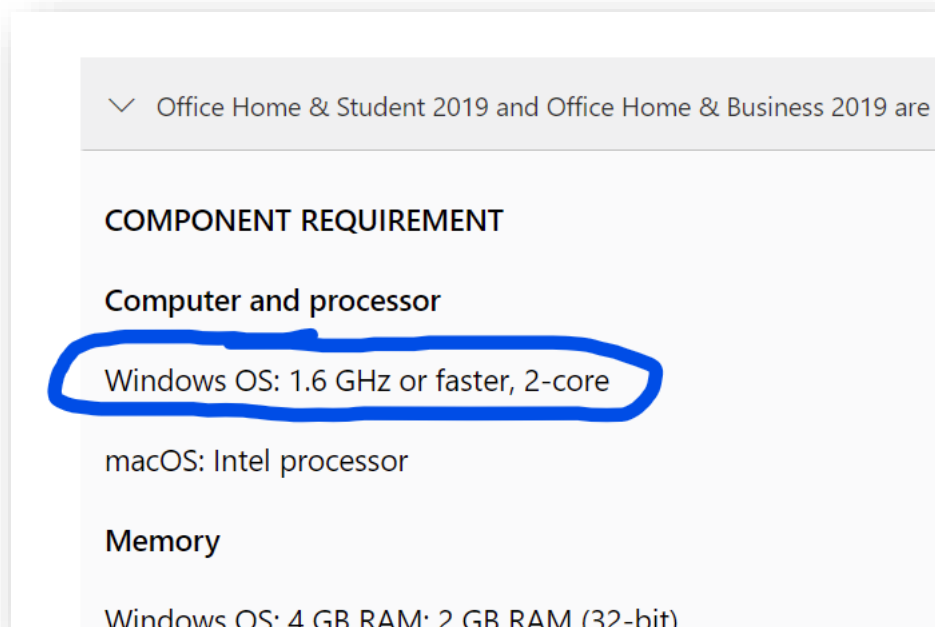 Office Home & Student 2019 and Office Home & Business 2019 are
COMPONENT REQUIREMENT
Computer and processor
Windows OS: 1.6 GHz or faster, 2-core
macOS: Intel processor
Memory
Windows OS: 4 GB RAM; 2 GB RAM (32-bit)